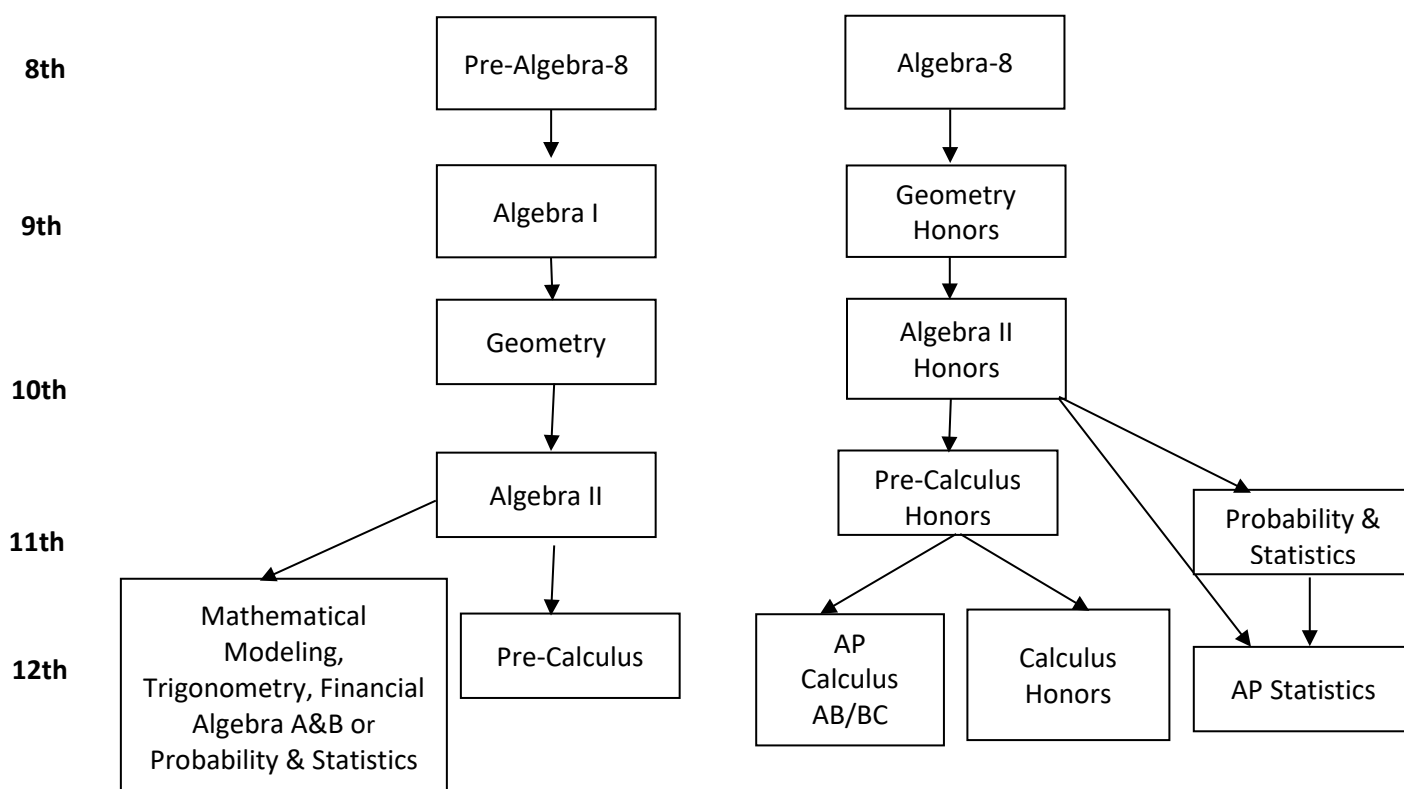 8th
Pre-Algebra-8
Algebra-8
9th
Algebra I
Geometry
Honors
Geometry
Algebra II
Honors
10th
Algebra II
Pre-Calculus
Honors
11th
Probability &
Statistics
Mathematical
Modeling,
Trigonometry, Financial
Algebra A&B or
Probability & Statistics
12th
Pre-Calculus
AP
Calculus
AB/BC
Calculus
Honors
AP Statistics